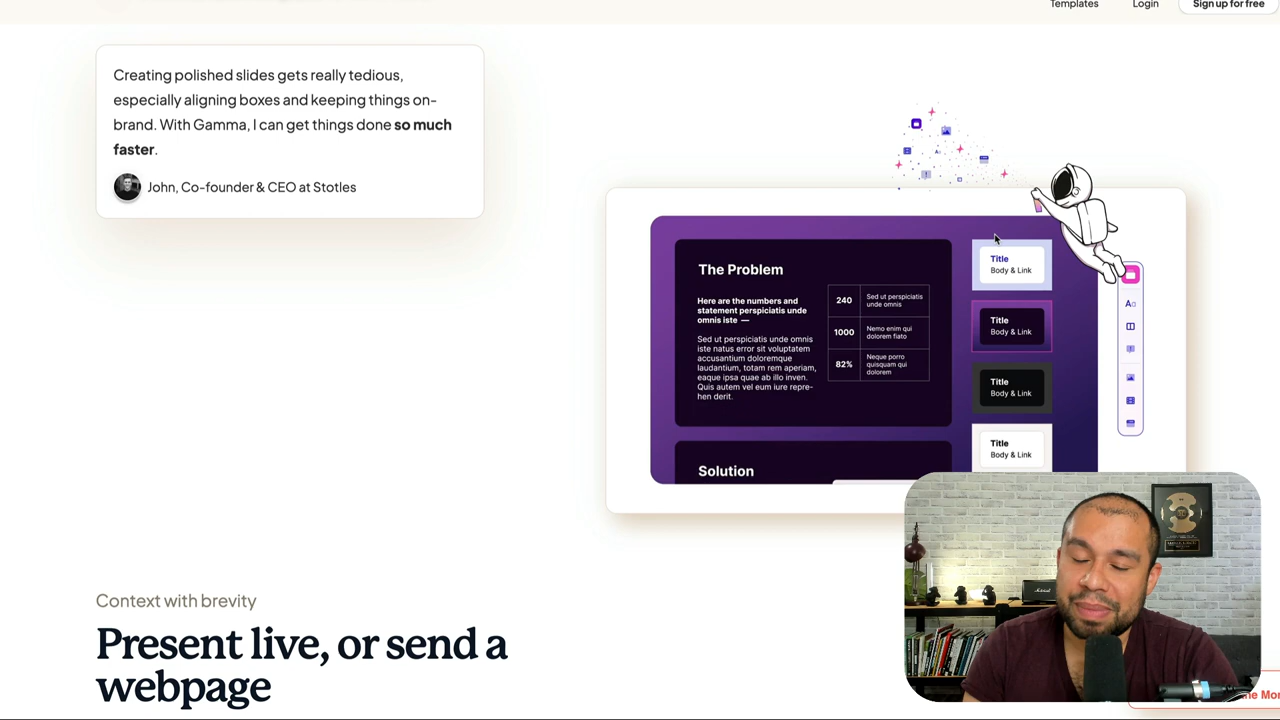 Templates
Login
Sign up for free
Creating polished slides gets really tedious,
especially aligning boxes and keeping things on-
brand. With Gamma, I can get things done so much
faster.
John, Co-founder & CEO at Stotles
The Problem
Here are the numbers and
statement perspiciatis unde
omnis iste —
Sed ut perspiciatis unde omnis
iste natus error sit voluptatem
accusantium doloremque
laudantium, totam rem aperiam,
eaque ipsa quae ab illo inven.
Quis autem vel eum iure repre-
hen derit.
240
Sed ut perspiciatis
unde omnis
1000
Nemo enim qui
dolorem fiato
82%
Neque porro
quisquam qui
dolorem
Solution
Title
Body & Link
Title
Body & Link
Title
Body & Link
Title
Body & Link
Aa
Context with brevity
Present live, or send a
webpage
Marshall